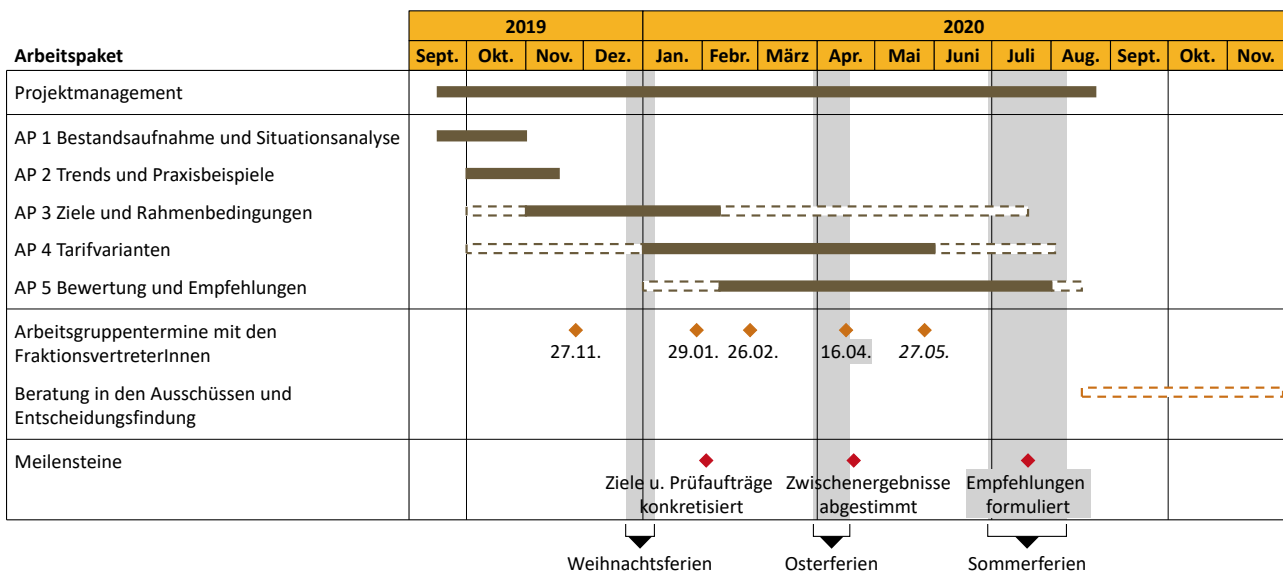 2019
2020
Arbeitspaket
Sept.
Okt.
Nov.
Dez.
Jan.
Febr.
März
Apr.
Mai
Juni
Juli
Aug.
Sept.
Okt.
Nov.
Projektmanagement
AP 1 Bestandsaufnahme und Situationsanalyse
AP 2 Trends und Praxisbeispiele
AP 3 Ziele und Rahmenbedingungen
AP 4 Tarifvarianten
AP 5 Bewertung und Empfehlungen
Arbeitsgruppentermine mit den
FraktionsvertreterInnen
27.11.
29.01.
26.02.
16.04.
27.05.
Beratung in den Ausschüssen und
Entscheidungsfindung
Meilensteine
Ziele u. Prüfaufträge
konkretisiert
Zwischenergebnisse
abgestimmt
Empfehlungen
formuliert
Weihnachtsferien
Osterferien
Sommerferien